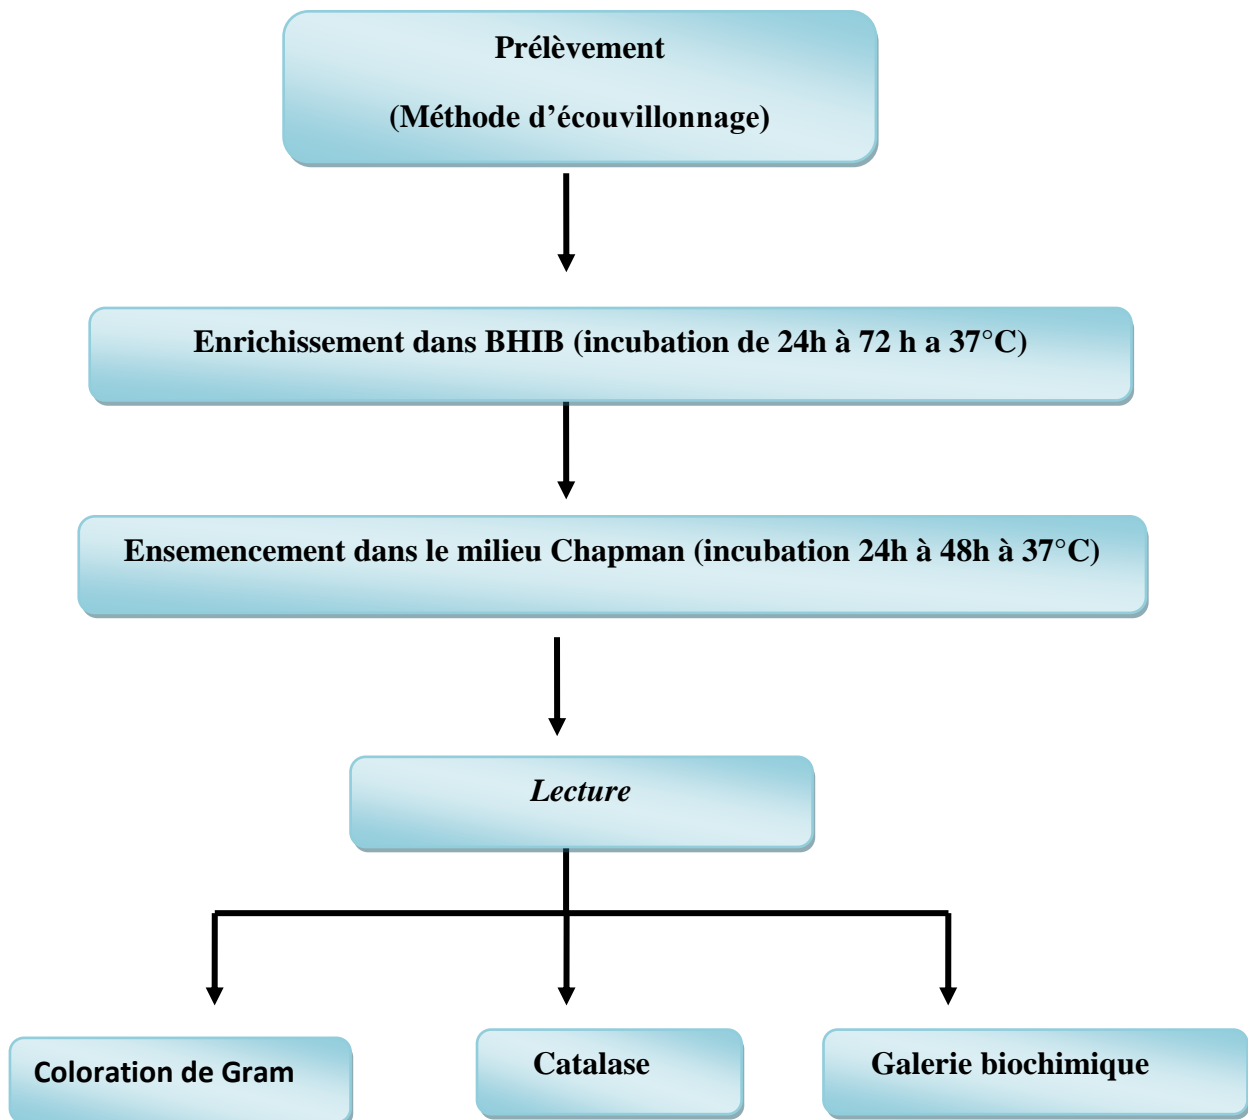 Prélèvement
(Méthode d’écouvillonnage)
Enrichissement dans BHIB (incubation de 24h à 72 h a 37°C)
Ensemencement dans le milieu Chapman (incubation 24h à 48h à 37°C)
Lecture
Coloration de Gram
Catalase
Galerie biochimique